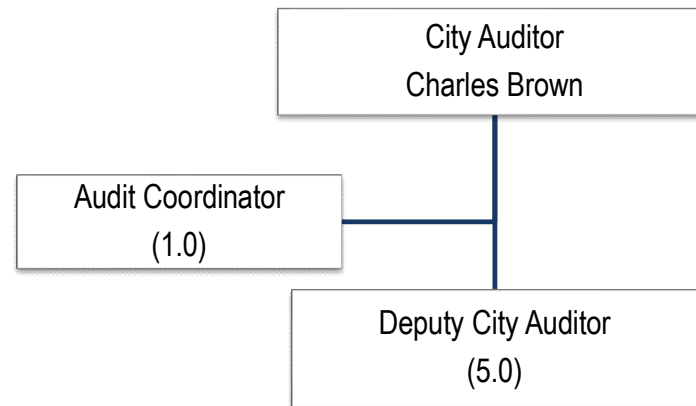 City Auditor
Charles Brown
Audit Coordinator
(1.0)
Deputy City Auditor
(5.0)